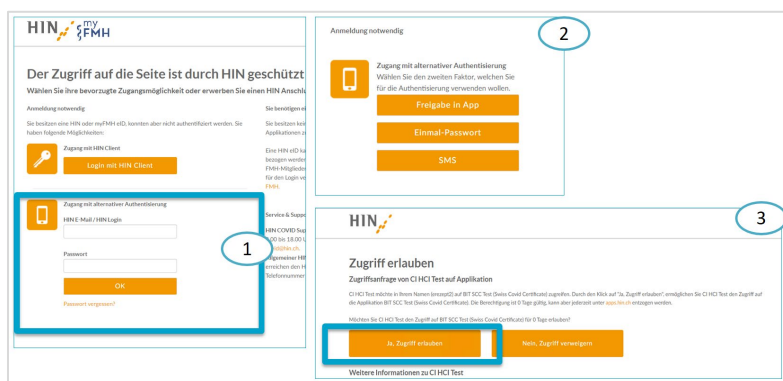 HIN my FMH
Der Zugriff auf die Seite ist durch HIN geschützt
Wählen Sie ihre bevorzugte Zugangsmöglichkeit oder erwerben Sie einen HIN Anschlu
Anmeldung notwendig
Sie besitzen eine HIN oder myFMH eID, konnten aber nicht authentifiziert werden. Sie
haben folgende Möglichkeiten:
Zugang mit HIN Client
Login mit HIN Client
Zugang mit alternativer Authentisierung
HIN E-Mail / HIN Login
Passwort
OK
Passwort vergessen?
1
Sie benötigen ei
Sie besitzen kei
Applikationen z
Eine HIN eID ka
bezogen werde
FMH-Mitgliede
für den Login ve
FMH.
Service & Suppo
HIN COVID Sup
.00 bis 18.00 U
@hin.ch.
lgemeiner HI
erreichen den H
Telefonnummer
Anmeldung notwendig
2
Zugang mit alternativer Authentisierung
Wählen Sie den zweiten Faktor, welchen Sie
für die Authentisierung verwenden wollen.
Freigabe in App
Einmal-Passwort
SMS
HIN
3
Zugriff erlauben
Zugriffsanfrage von CI HCI Test auf Applikation
CI HCI Test möchte in Ihrem Namen (ersept2) auf BIT SCC Test (Swiss Covid Certificate) zugreifen. Durch den Klick auf "Ja, Zugriff erlauben", ermöglichen Sie CI HCI Test den Zugriff auf
die Applikation BIT SCC Test (Swiss Covid Certificate). Die Berechtigung ist 0 Tage gültig, kann aber jederzeit unter apps.hin.ch entzogen werden.
Möchten Sie CI HCI Test den Zugriff auf BIT SCC Test (Swiss Covid Certificate) für 0 Tage erlauben?
Ja, Zugriff erlauben
Nein, Zugriff verweigern
Weitere Informationen zu CI HCI Test